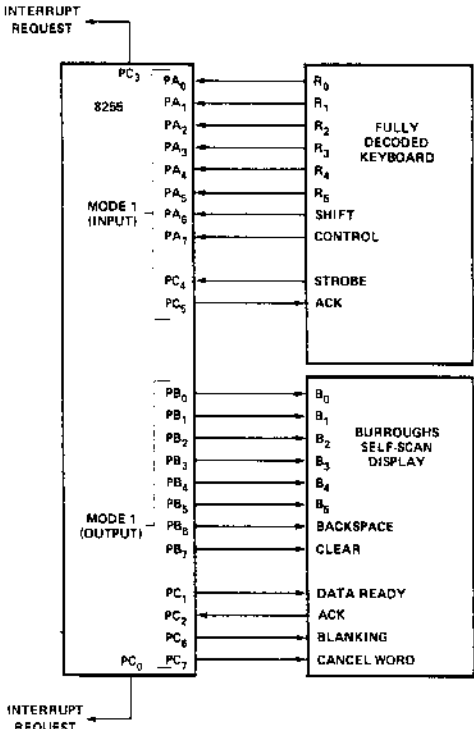 INTERRUPT
REQUEST
PC3
8255
MODE 1
(INPUT)
PA0
PA1
PA2
PA3
PA4
PA5
PA6
PA7
PC4
PC5
R0
R1
R2
R3
R4
R5
SHIFT
CONTROL
STROBE
ACK
FULLY
DECODED
KEYBOARD
MODE 1
(OUTPUT)
PB0
PB1
PB2
PB3
PB4
PB5
PB6
PB7
PC1
PC2
PC6
PC7
B0
B1
B2
B3
B4
B5
BACKSPACE
CLEAR
DATA READY
ACK
BLANKING
CANCEL WORD
BURROUGHS
SELF-SCAN
DISPLAY
PC0
INTERRUPT
REQUEST